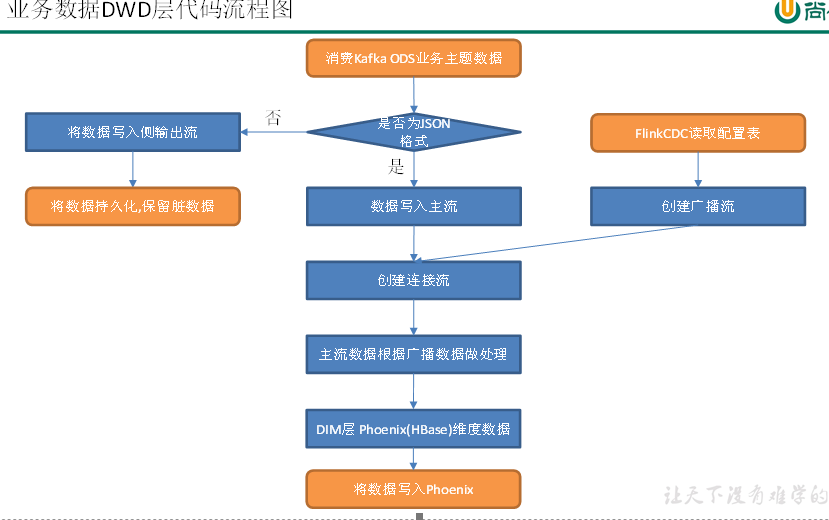 业务数据DWD层代码流程图
尚
消费Kafka ODS业务主题数据
否
是否为JSON
格式
将数据写入侧输出流
FlinkCDC读取配置表
是
将数据持久化,保留脏数据
数据写入主流
创建广播流
创建连接流
主流数据根据广播数据做处理
DIM层 Phoenix(HBase)维度数据
将数据写入Phoenix
让天下没有难学的